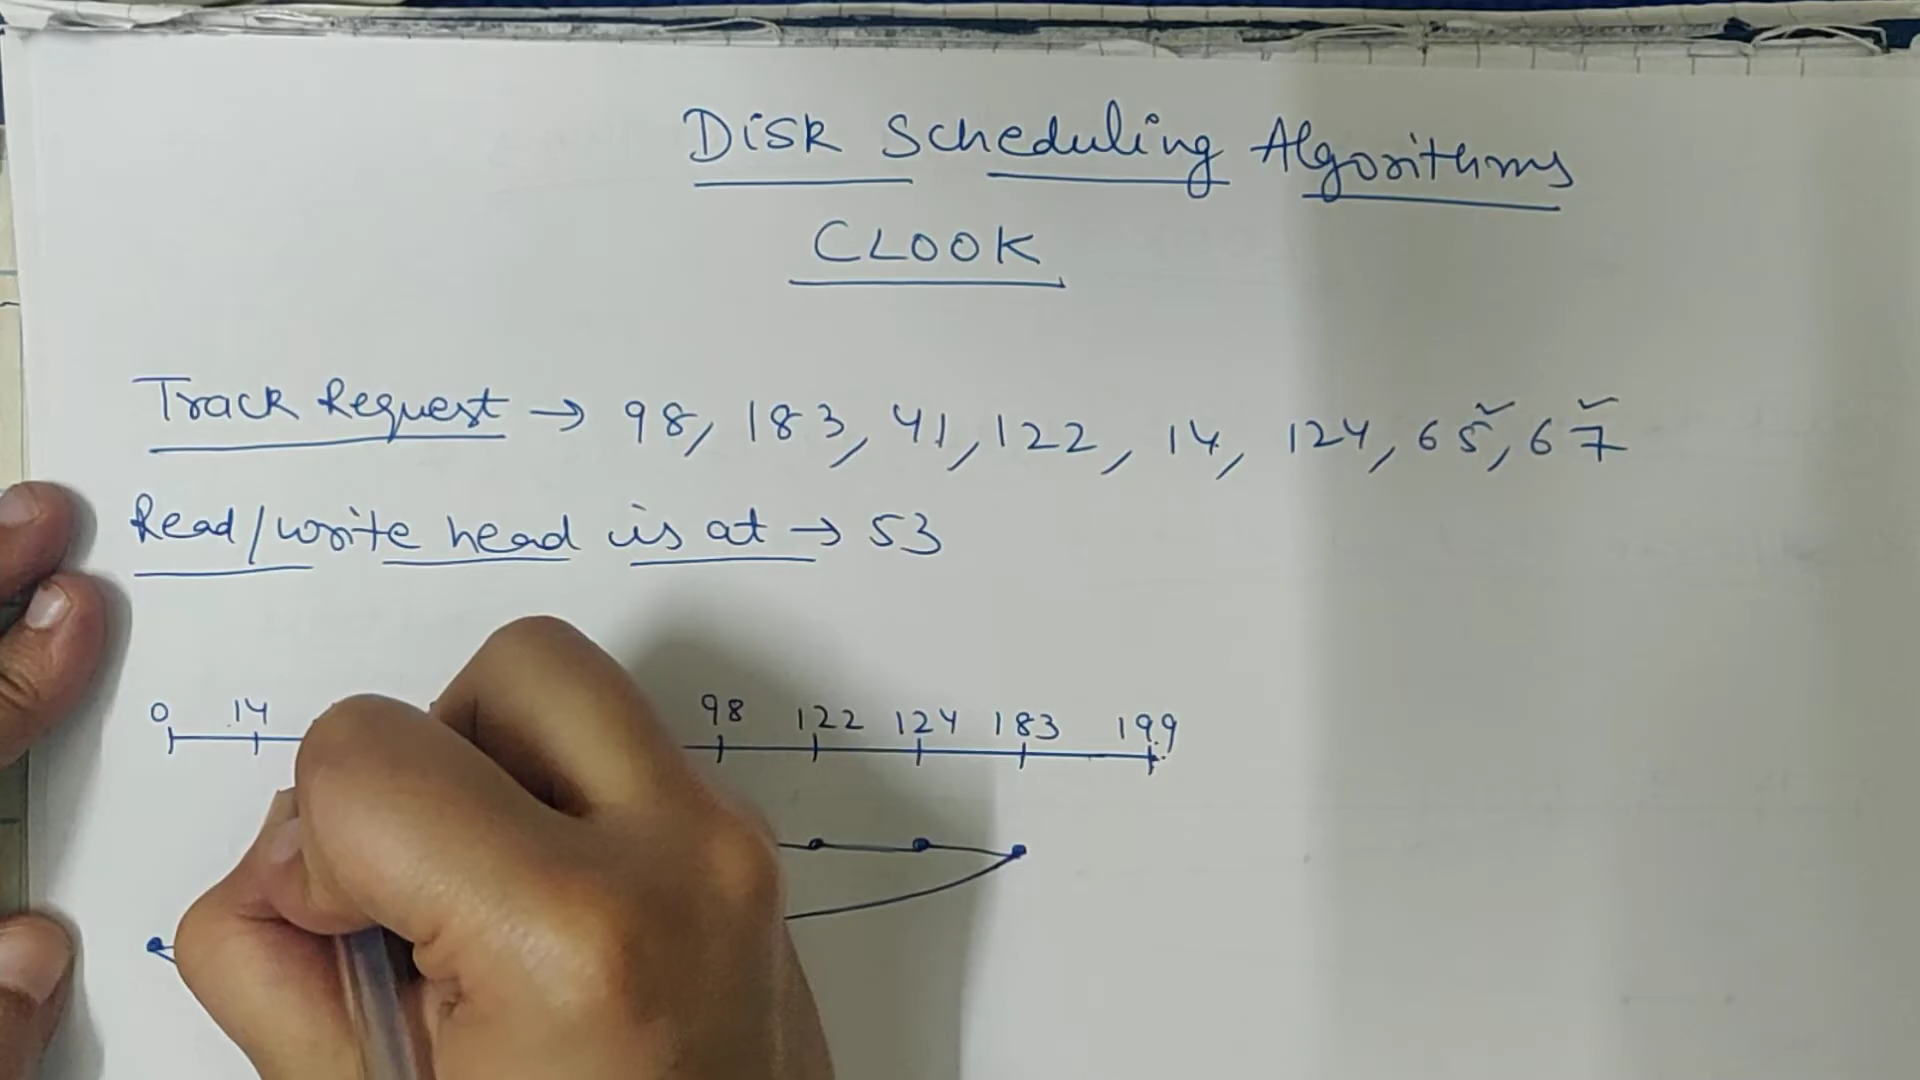 Disk Scheduling Algorithms
CLOOK
Track Request → 98, 183, 41, 122, 14, 124, 65, 67
Read/write head is at → 53
0 14 98 122 124 183 199